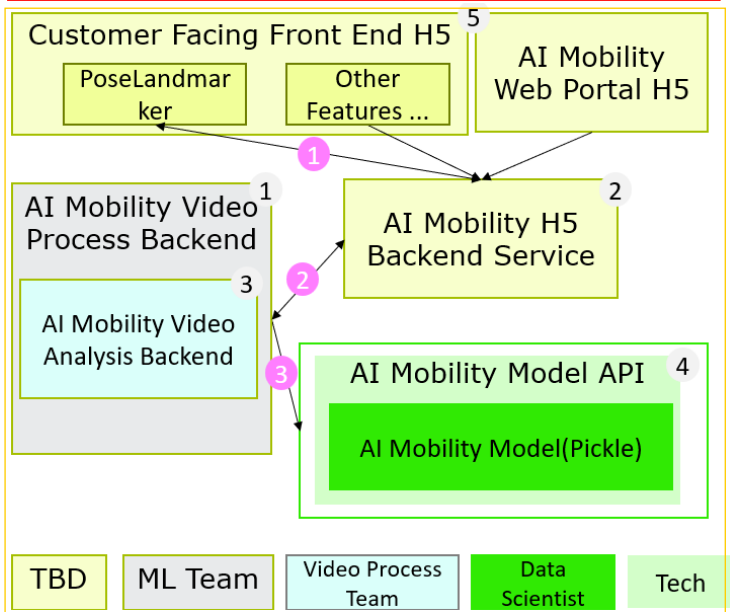 Customer Facing Front End H5
5
PoseLandmar
ker
Other
Features ...
AI Mobility
Web Portal H5
1
1
AI Mobility Video
Process Backend
2
AI Mobility H5
Backend Service
3
AI Mobility Video
Analysis Backend
2
3
AI Mobility Model API
4
AI Mobility Model(Pickle)
TBD
ML Team
Video Process
Team
Data
Scientist
Tech